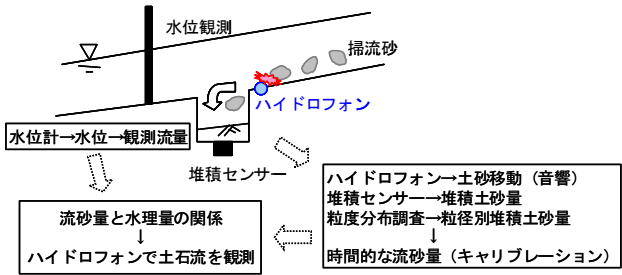 水位観測
掃流砂
ハイドロフォン
水位計→水位→観測流量
堆積センサー
ハイドロフォン→土砂移動（音響）
堆積センサー→堆積土砂量
粒度分布調査→粒径別堆積土砂量
↓
時間的な流砂量（キャリブレーション）
流砂量と水理量の関係
↓
ハイドロフォンで土石流を観測